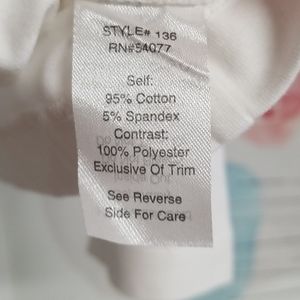 STYLE# 136
RN#54077
Self:
95% Cotton
5% Spandex
Contrast:
100% Polyester
Exclusive Of Trim
See Reverse
Side For Care